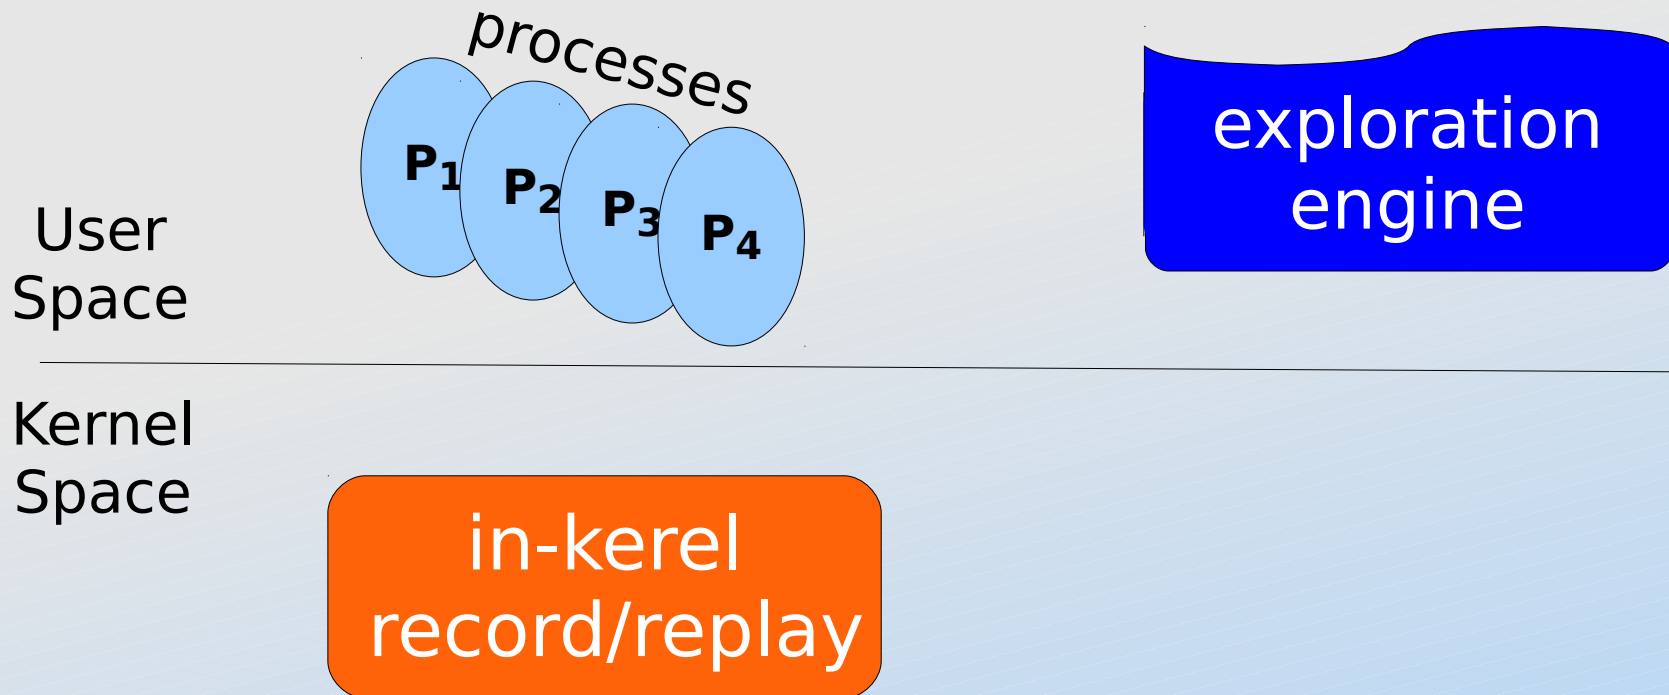 processes
P1
P2
P3
P4
exploration
engine
User
Space
Kernel
Space
in-kerel
record/replay